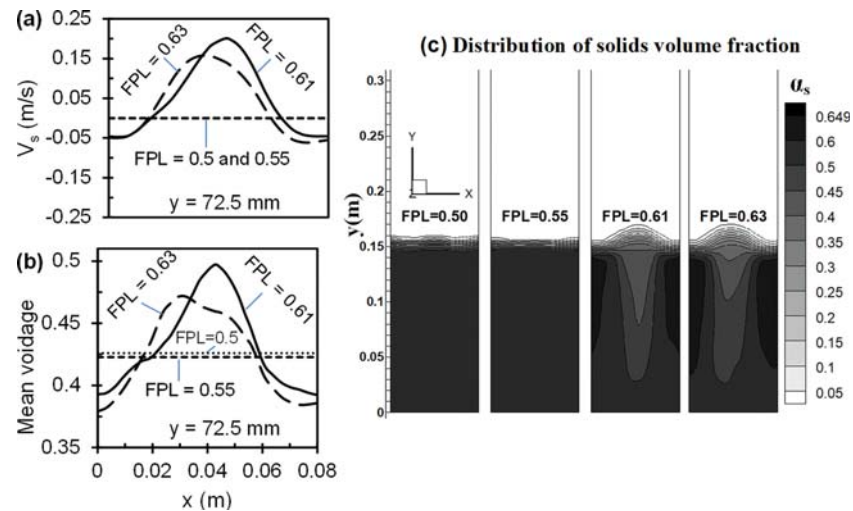 (a)
0.25
0.15
0.05
-0.05
-0.15
-0.25
V_s (m/s)
FPL = 0.63
FPL = 0.61
FPL = 0.5 and 0.55
y = 72.5 mm
(b)
0.5
0.45
0.4
0.35
Mean voidage
FPL = 0.63
FPL = 0.61
FPL=0.5
FPL = 0.55
y = 72.5 mm
0 0.02 0.04 0.06 0.08
x (m)
(c) Distribution of solids volume fraction
0.3
0.25
0.2
0.15
0.1
0.05
0
y(m)
Y
Z X
FPL=0.50 FPL=0.55 FPL=0.61 FPL=0.63
α_s
0.649
0.6
0.5
0.45
0.4
0.35
0.3
0.25
0.15
0.1
0.05